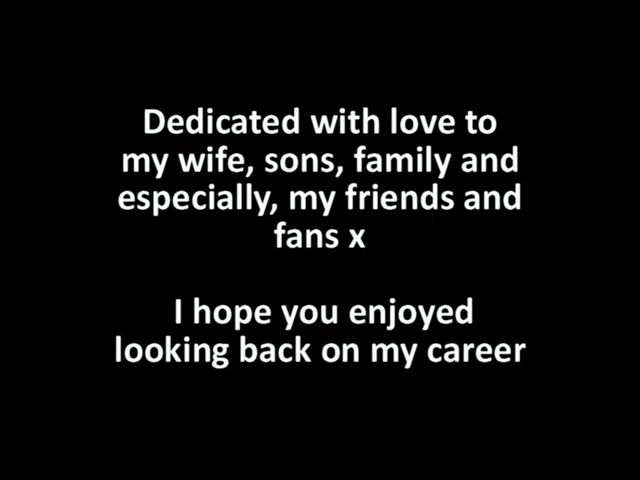 Dedicated with love to
my wife, sons, family and
especially, my friends and
fans x
I hope you enjoyed
looking back on my career